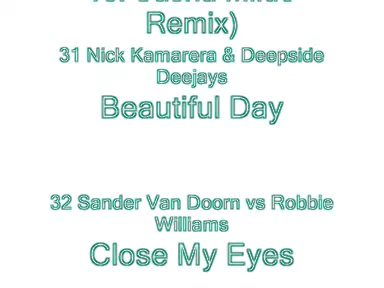 Remix)
31 Nick Kamarera & Deepside
Deejays
Beautiful Day
32 Sander Van Doorn vs Robbie
Williams
Close My Eyes